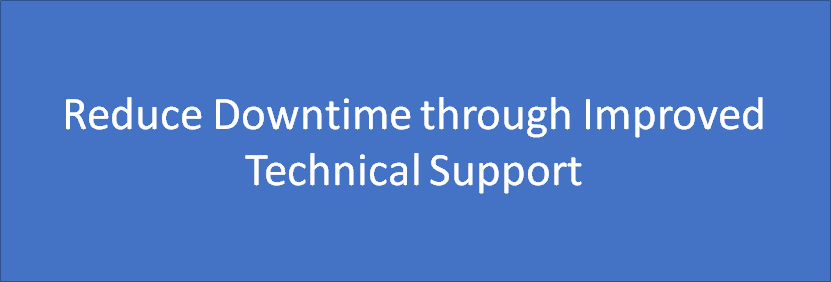 Reduce Downtime through Improved
Technical Support